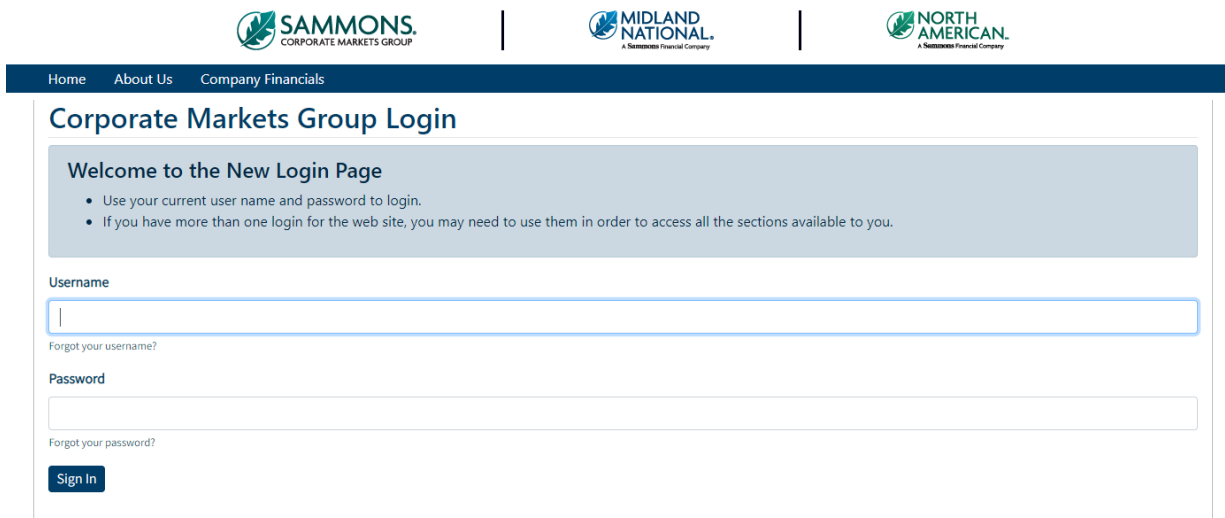 SAMMONS.
CORPORATE MARKETS GROUP
MIDLAND
NATIONAL.
A Sammons Financial Company
NORTH
AMERICAN.
A Sammons Financial Company
Home About Us Company Financials
Corporate Markets Group Login
Welcome to the New Login Page
• Use your current user name and password to login.
• If you have more than one login for the web site, you may need to use them in order to access all the sections available to you.
Username
Forgot your username?
Password
Forgot your password?
Sign In